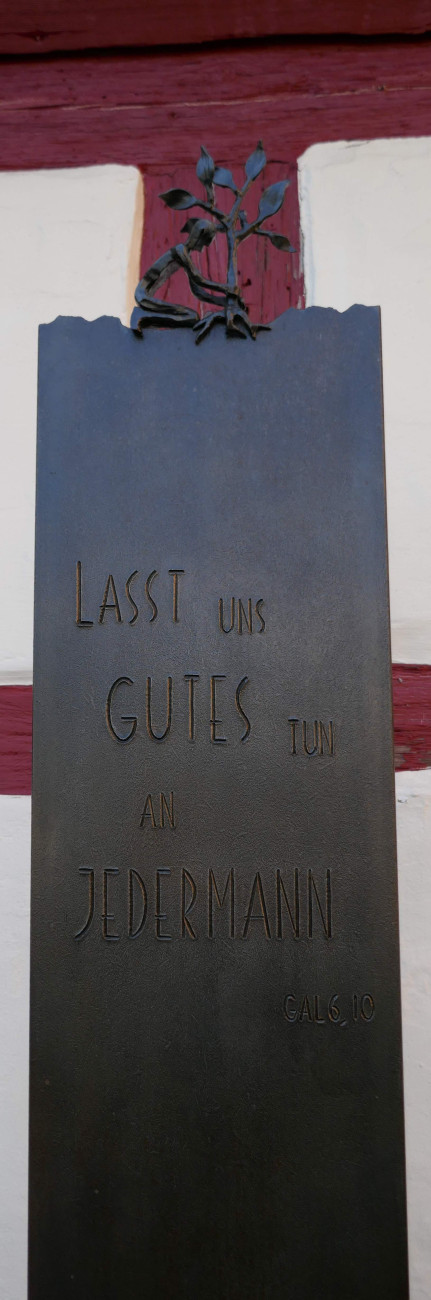 LASST UNS
GUTES TUN
AN
JEDERMANN
GAL 6, 10